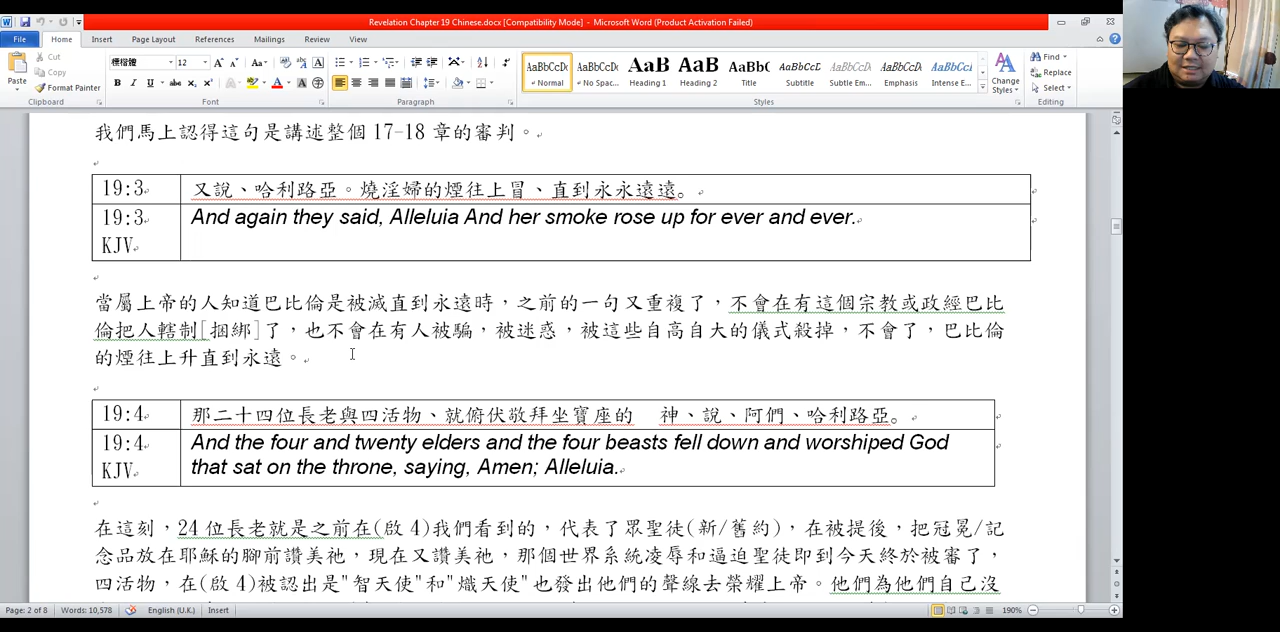 Revelation Chapter 19 Chinese.docx [Compatibility Mode] - Microsoft Word (Product Activation Failed)
File Home Insert Page Layout References Mailings Review View
Cut
Copy
Format Painter
Paste
標楷體 12
AaBbCcDc AaBbCcDc AaB AaB AaBbC AaBbCcL AaBbCcDc AaBbCcDc AaBbCcDc
Normal No Spac... Heading 1 Heading 2 Title Subtitle Subtle Em... Emphasis Intense E...
Change Styles
Find
Replace
Select
Clipboard Font Paragraph Styles Editing
我們馬上認得這句是講述整個 17-18 章的審判。
19:3 又說、哈利路亞。燒淫婦的煙往上冒、直到永永遠遠。
19:3 And again they said, Alleluia And her smoke rose up for ever and ever.
KJV
當屬上帝的人知道巴比倫是被滅直到永遠時，之前的一句又重複了，不會在有這個宗教或政經巴比
倫把人轄制[捆綁]了，也不會在有人被騙，被迷惑，被這些自高自大的儀式殺掉，不會了，巴比倫
的煙往上升直到永遠。
19:4 那二十四位長老與四活物、就俯伏敬拜坐寶座的　神、說、阿們、哈利路亞。
19:4 And the four and twenty elders and the four beasts fell down and worshiped God
KJV that sat on the throne, saying, Amen; Alleluia.
在這刻，24 位長老就是之前在(啟 4)我們看到的，代表了眾聖徒(新/舊約)，在被提後，把冠冕/記
念品放在耶穌的腳前讚美祂，現在又讚美祂，那個世界系統凌辱和逼迫聖徒即到今天終於被審了，
四活物，在(啟 4)被認出是"智天使"和"熾天使"也發出他們的聲線去榮耀上帝。他們為他們自己沒
Page: 2 of 8 Words: 10,578 English (U.K.) Insert 190%